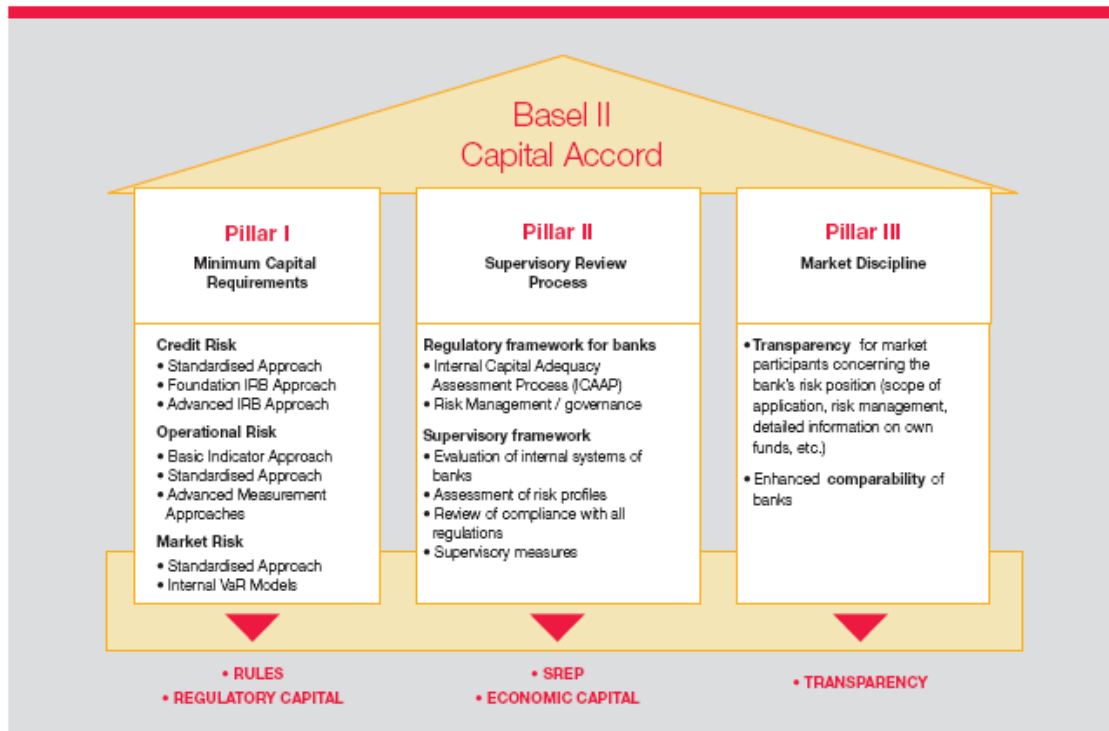 Basel II
Capital Accord
Pillar I
Minimum Capital
Requirements
Credit Risk
• Standardised Approach
• Foundation IRB Approach
• Advanced IRB Approach
Operational Risk
• Basic Indicator Approach
• Standardised Approach
• Advanced Measurement
Approaches
Market Risk
• Standardised Approach
• Internal VaR Models
• RULES
• REGULATORY CAPITAL
Pillar II
Supervisory Review
Process
Regulatory framework for banks
• Internal Capital Adequacy
Assessment Process (ICAAP)
• Risk Management / governance
Supervisory framework
• Evaluation of internal systems of
banks
• Assessment of risk profiles
• Review of compliance with all
regulations
• Supervisory measures
• SREP
• ECONOMIC CAPITAL
Pillar III
Market Discipline
• Transparency for market
participants concerning the
bank's risk position (scope of
application, risk management,
detailed information on own
funds, etc.)
• Enhanced comparability of
banks
• TRANSPARENCY